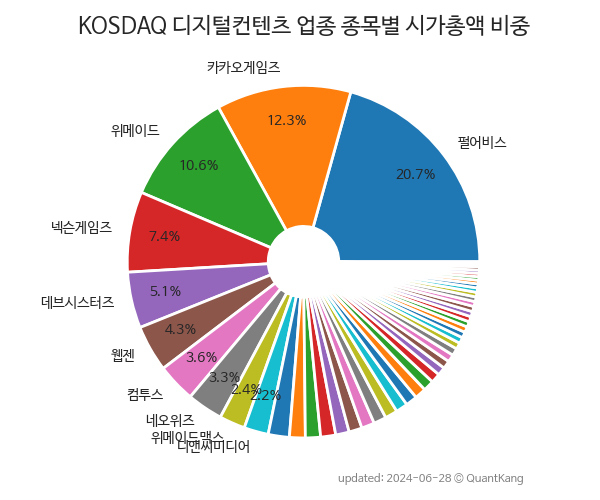 KOSDAQ 디지털컨텐츠 업종 종목별 시가총액 비중
펄어비스
20.7%
카카오게임즈
12.3%
위메이드
10.6%
넥슨게임즈
7.4%
데브시스터즈
5.1%
웹젠
4.3%
컴투스
3.6%
네오위즈
3.3%
위메이드맥스
2.4%
디앤씨미디어
2.2%
updated: 2024-06-28 © QuantKang